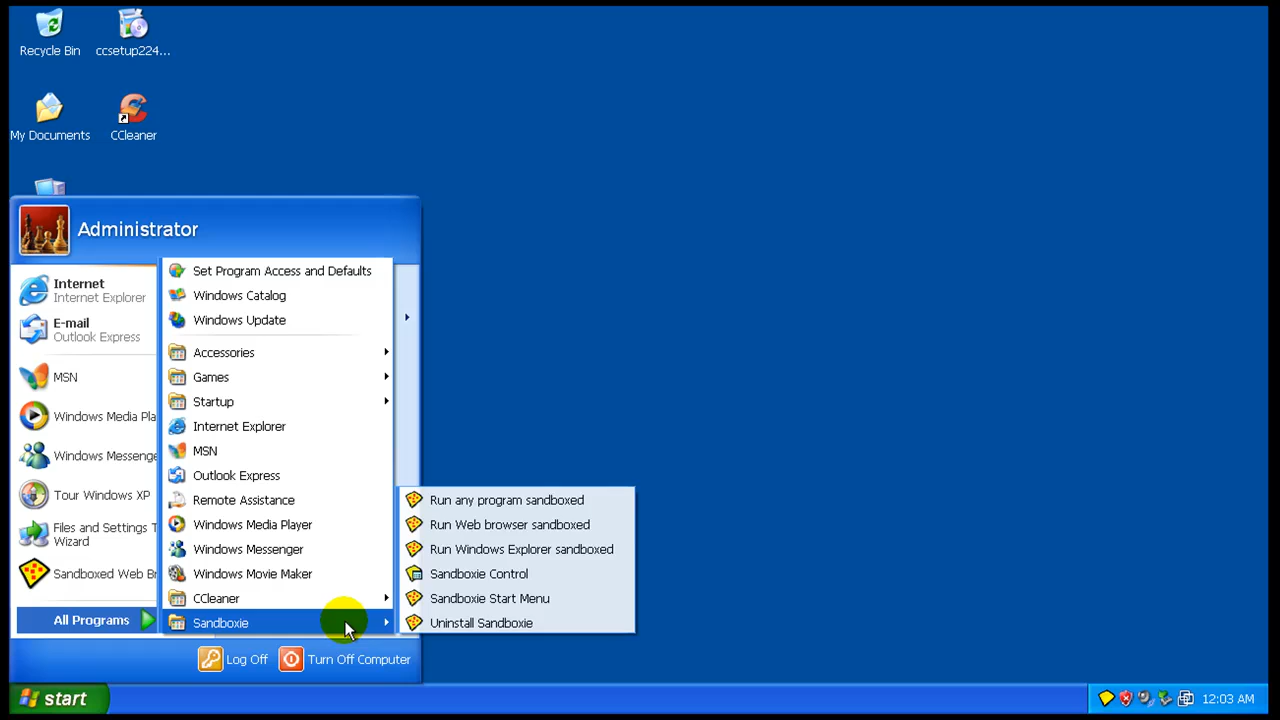 Recycle Bin
ccsetup224...
My Documents
CCleaner
Administrator
Internet
Internet Explorer
E-mail
Outlook Express
MSN
Windows Media Pla
Windows Messenge
Tour Windows XP
Files and Settings T
Wizard
Sandboxed Web Br
All Programs
Set Program Access and Defaults
Windows Catalog
Windows Update
Accessories
Games
Startup
Internet Explorer
MSN
Outlook Express
Remote Assistance
Windows Media Player
Windows Messenger
Windows Movie Maker
CCleaner
Sandboxie
Run any program sandboxed
Run Web browser sandboxed
Run Windows Explorer sandboxed
Sandboxie Control
Sandboxie Start Menu
Uninstall Sandboxie
Log Off
Turn Off Computer
start
12:03 AM